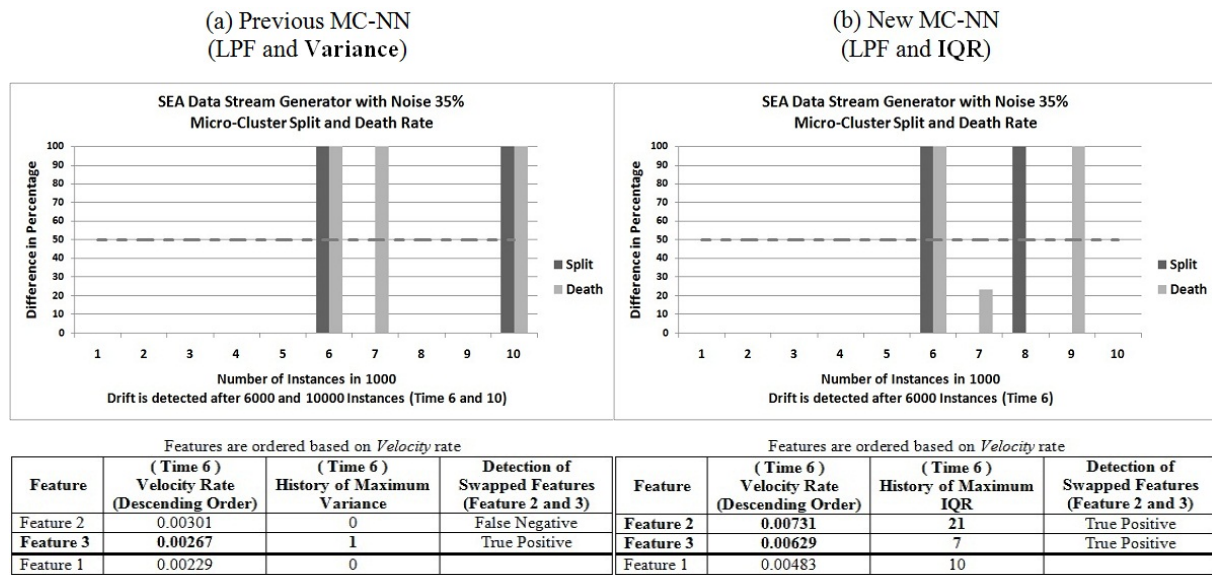 (a) Previous MC-NN
(LPF and Variance)
SEA Data Stream Generator with Noise 35%
Micro-Cluster Split and Death Rate
Difference in Percentage
100
90
80
70
60
50
40
30
20
10
0
1 2 3 4 5 6 7 8 9 10
Split
Death
Number of Instances in 1000
Drift is detected after 6000 and 10000 Instances (Time 6 and 10)
Features are ordered based on Velocity rate
Feature | ( Time 6 ) Velocity Rate (Descending Order) | ( Time 6 ) History of Maximum Variance | Detection of Swapped Features (Feature 2 and 3)
Feature 2 0.00301 0 False Negative
Feature 3 0.00267 1 True Positive
Feature 1 0.00229 0
(b) New MC-NN
(LPF and IQR)
SEA Data Stream Generator with Noise 35%
Micro-Cluster Split and Death Rate
Difference in Percentage
100
90
80
70
60
50
40
30
20
10
0
1 2 3 4 5 6 7 8 9 10
Split
Death
Number of Instances in 1000
Drift is detected after 6000 Instances (Time 6)
Features are ordered based on Velocity rate
Feature | ( Time 6 ) Velocity Rate (Descending Order) | ( Time 6 ) History of Maximum IQR | Detection of Swapped Features (Feature 2 and 3)
Feature 2 0.00731 21 True Positive
Feature 3 0.00629 7 True Positive
Feature 1 0.00483 10